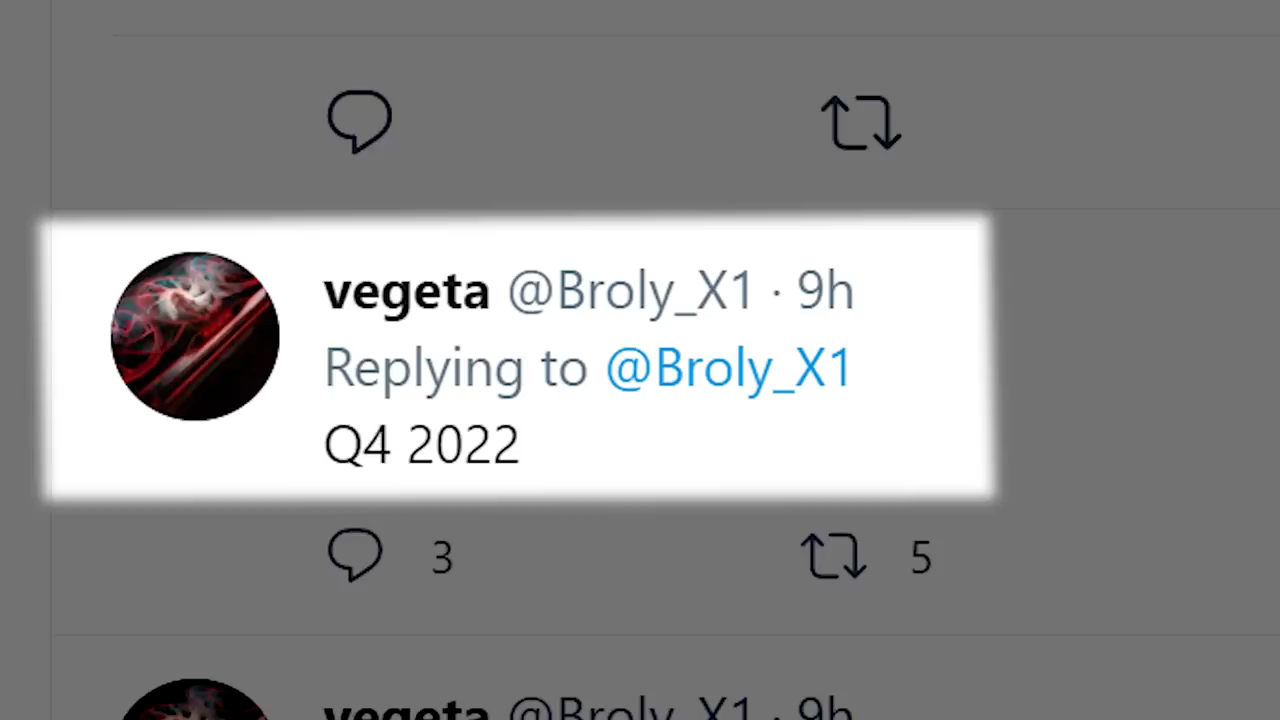 vegeta @Broly_X1 · 9h
Replying to @Broly_X1
Q4 2022
3 5
vegeta @Broly_X1 · 9h